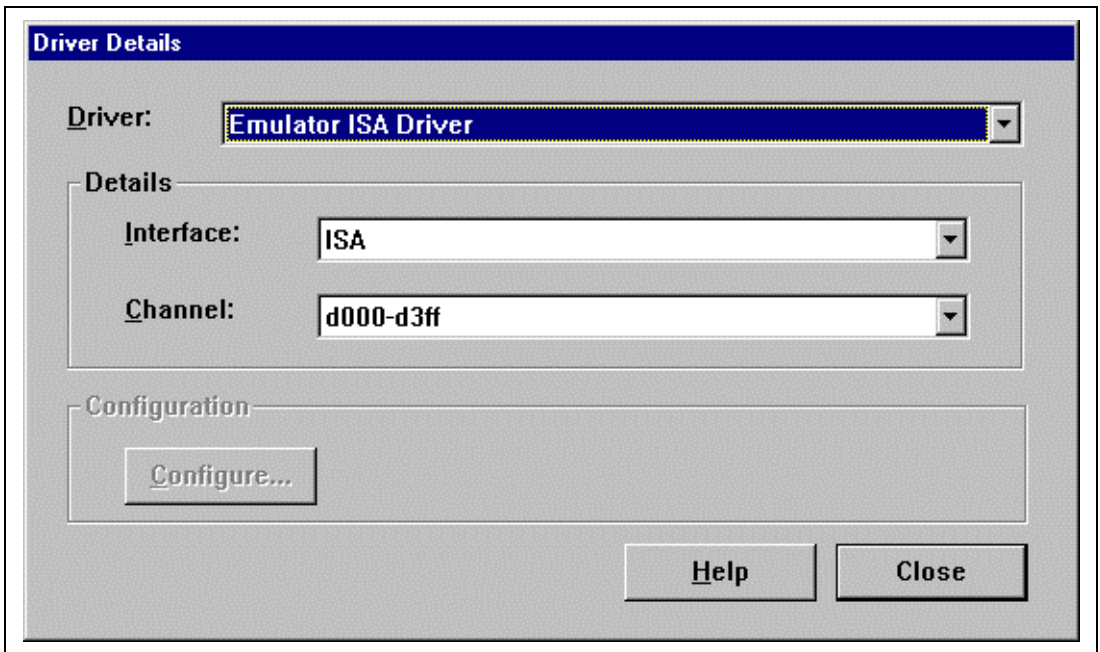 Driver Details
Driver: Emulator ISA Driver
Details
Interface: ISA
Channel: d000-d3ff
Configuration
Configure...
Help Close